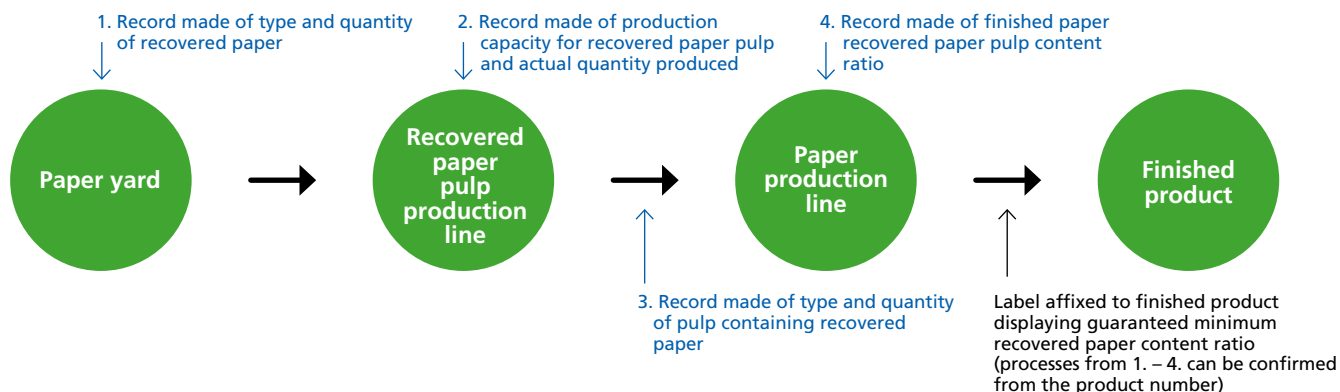 1. Record made of type and quantity
of recovered paper
2. Record made of production
capacity for recovered paper pulp
and actual quantity produced
4. Record made of finished paper
recovered paper pulp content
ratio
Paper yard
Recovered
paper
pulp
production
line
Paper
production
line
Finished
product
3. Record made of type and quantity
of pulp containing recovered
paper
Label affixed to finished product
displaying guaranteed minimum
recovered paper content ratio
(processes from 1. – 4. can be confirmed
from the product number)